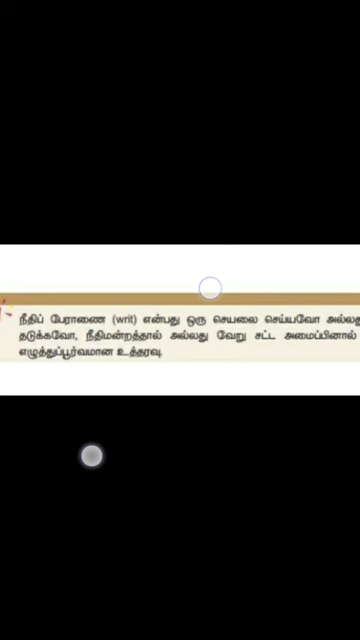 நீதிப் பேராணை (writ) என்பது ஒரு செயலை செய்யவோ அல்லது
தடுக்கவோ, நீதிமன்றத்தால் அல்லது வேறு சட்ட அமைப்பினால்
எழுத்துப்பூர்வமான உத்தரவு.